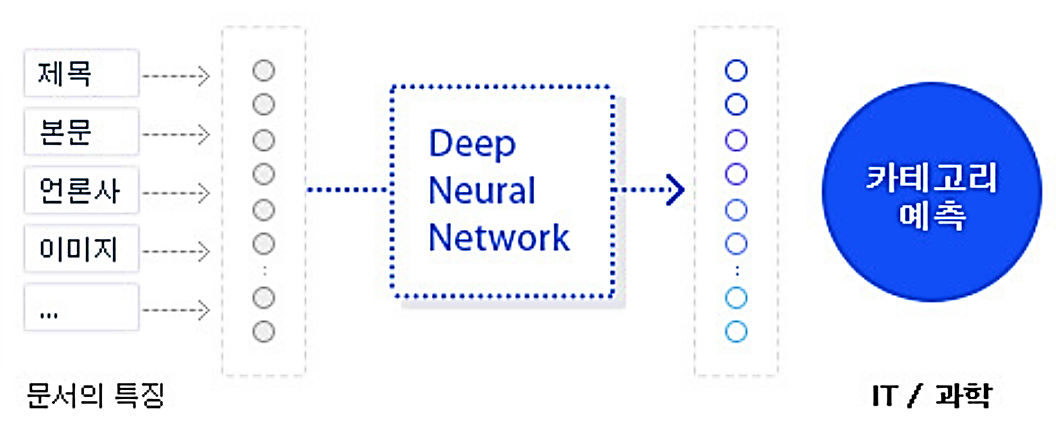 제목
본문
언론사
이미지
...
문서의 특징
Deep
Neural
Network
카테고리
예측
IT / 과학